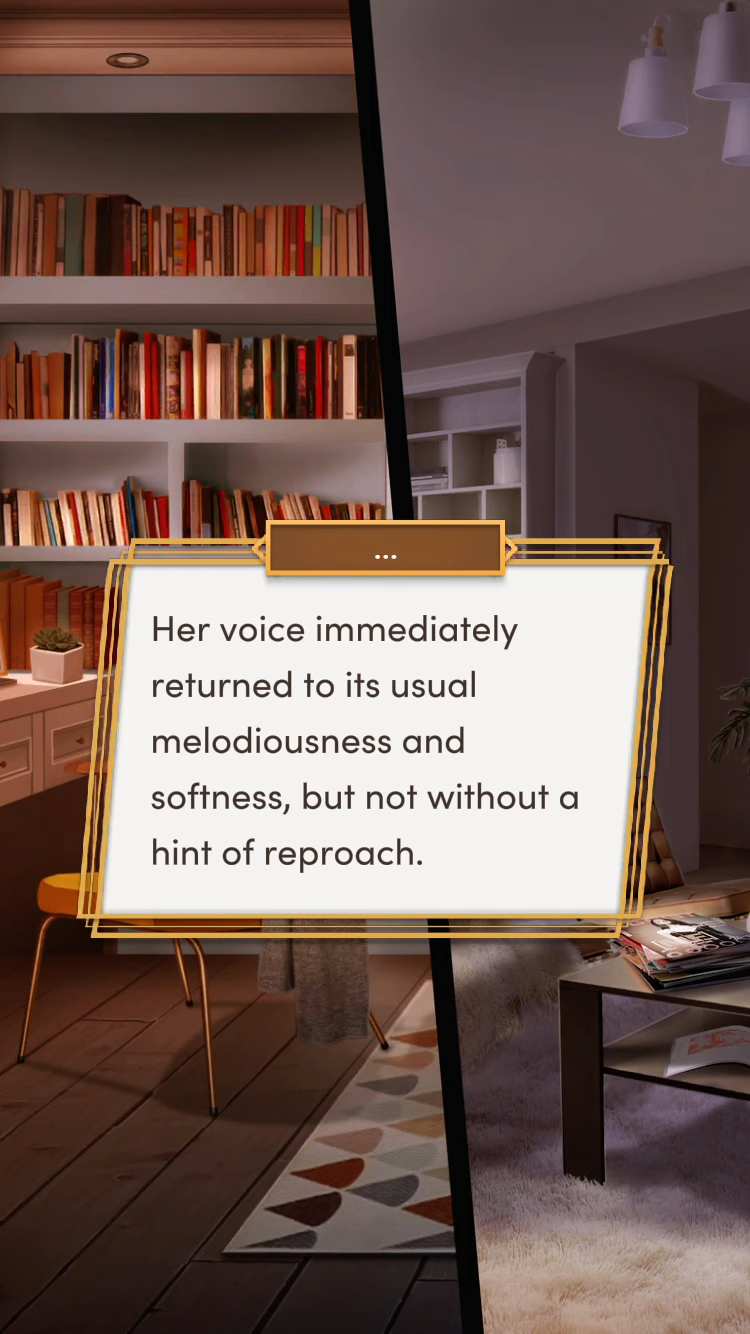 ...
Her voice immediately
returned to its usual
melodiousness and
softness, but not without a
hint of reproach.